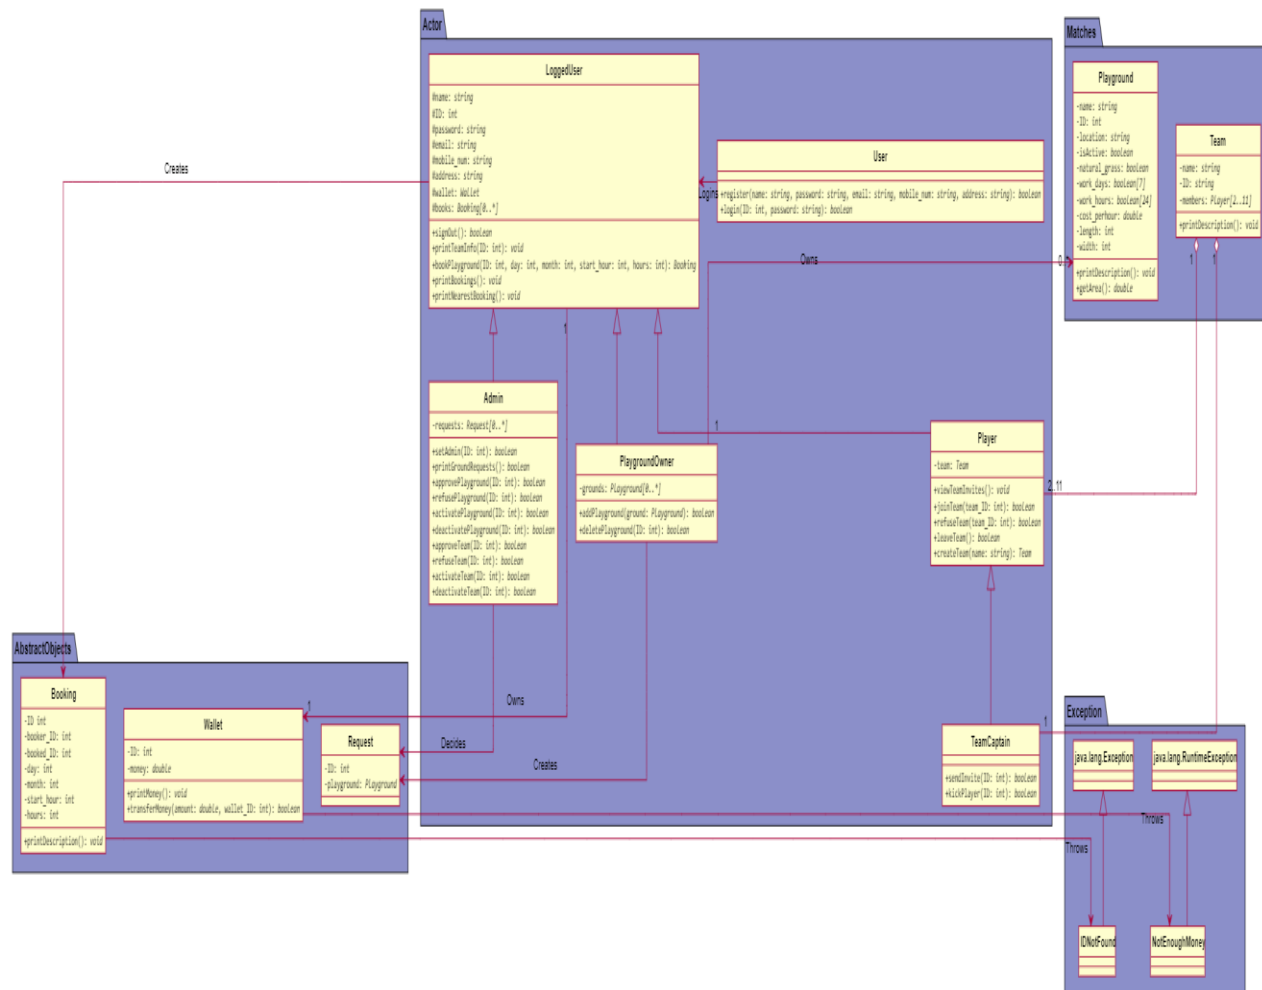 Actor
LoggedUser
#name: string
#ID: int
#password: string
#email: string
#mobile_num: string
#address: string
#wallet: Wallet
#books: Booking[0..*]
+signOut(): boolean
+printTeamInfo(ID: int): void
+bookPlayground(ID: int, day: int, month: int, start_hour: int, hours: int): Booking
+printBookings(): void
+printNearestBooking(): void
User
+register(name: string, password: string, email: string, mobile_num: string, address: string): boolean
+login(ID: int, password: string): boolean
Logins
Creates
Matches
Playground
-name: string
-ID: int
-location: string
-isActive: boolean
-natural_grass: boolean
-work_days: boolean[7]
-work_hours: boolean[24]
-cost_perhour: double
-length: int
-width: int
+printDescription(): void
+getArea(): double
Team
-name: string
-ID: string
-members: Player[2..11]
+printDescription(): void
1
1
Owns
1
Admin
-requests: Request[0..*]
+setAdmin(ID: int): boolean
+printGroundRequests(): boolean
+approvePlayground(ID: int): boolean
+refusePlayground(ID: int): boolean
+activatePlayground(ID: int): boolean
+deactivatePlayground(ID: int): boolean
+approveTeam(ID: int): boolean
+refuseTeam(ID: int): boolean
+activateTeam(ID: int): boolean
+deactivateTeam(ID: int): boolean
1
PlaygroundOwner
-grounds: Playground[0..*]
+addPlayground(ground: Playground): boolean
+deletePlayground(ID: int): boolean
Player
-team: Team
+viewTeamInvites(): void
+joinTeam(team_ID: int): boolean
+refuseTeam(team_ID: int): boolean
+leaveTeam(): boolean
+createTeam(name: string): Team
2..11
AbstractObjects
Booking
-ID int
-booker_ID: int
-booked_ID: int
-day: int
-month: int
-start_hour: int
-hours: int
+printDescription(): void
Wallet
-ID: int
-money: double
+printMoney(): void
+transferMoney(amount: double, wallet_ID: int): boolean
1
Request
-ID: int
-playground: Playground
Owns
Decides
Creates
TeamCaptain
+sendInvite(ID: int): boolean
+kickPlayer(ID: int): boolean
1
Exception
java.lang.Exception
java.lang.RuntimeException
Throws
Throws
IDNotFound
NotEnoughMoney